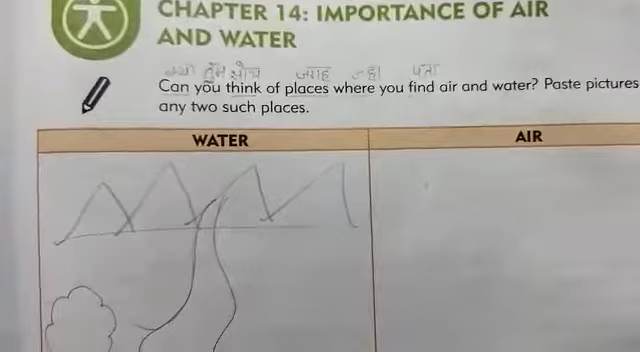 CHAPTER 14: IMPORTANCE OF AIR
AND WATER
क्या तुम सोच जगह जहा पता
Can you think of places where you find air and water? Paste pictures
any two such places.
WATER AIR